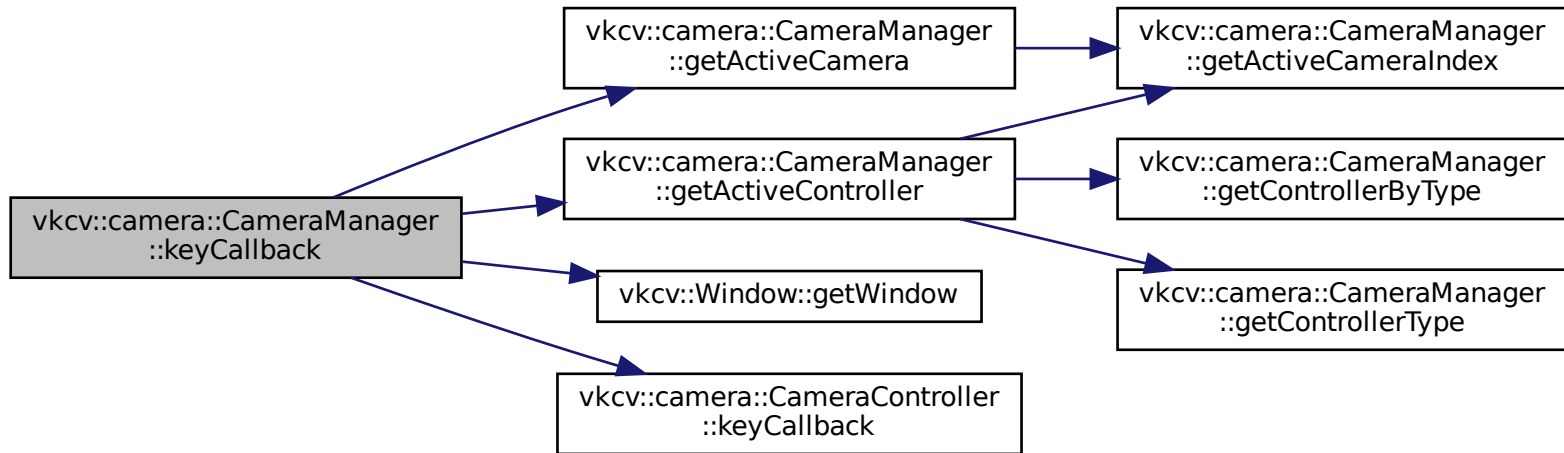 vkcv::camera::CameraManager
::keyCallback
vkcv::camera::CameraManager
::getActiveCamera
vkcv::camera::CameraManager
::getActiveController
vkcv::Window::getWindow
vkcv::camera::CameraController
::keyCallback
vkcv::camera::CameraManager
::getActiveCameraIndex
vkcv::camera::CameraManager
::getControllerByType
vkcv::camera::CameraManager
::getControllerType